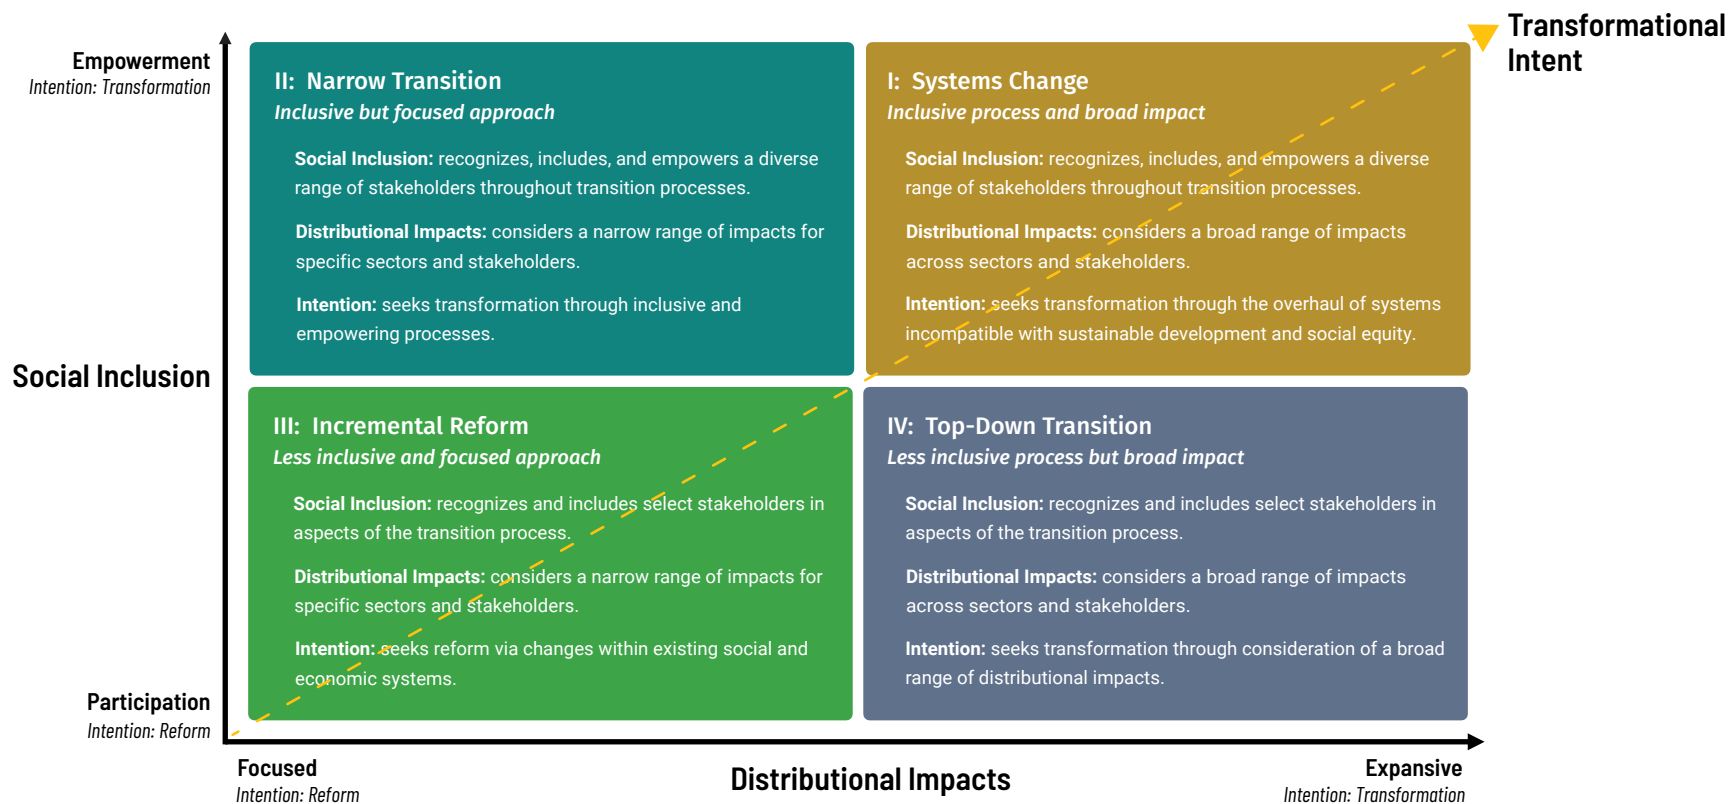 Transformational
Intent
Empowerment
Intention: Transformation
II: Narrow Transition
Inclusive but focused approach
Social Inclusion: recognizes, includes, and empowers a diverse
range of stakeholders throughout transition processes.
Distributional Impacts: considers a narrow range of impacts for
specific sectors and stakeholders.
Intention: seeks transformation through inclusive and
empowering processes.
I: Systems Change
Inclusive process and broad impact
Social Inclusion: recognizes, includes, and empowers a diverse
range of stakeholders throughout transition processes.
Distributional Impacts: considers a broad range of impacts
across sectors and stakeholders.
Intention: seeks transformation through the overhaul of systems
incompatible with sustainable development and social equity.
Social Inclusion
III: Incremental Reform
Less inclusive and focused approach
Social Inclusion: recognizes and includes select stakeholders in
aspects of the transition process.
Distributional Impacts: considers a narrow range of impacts for
specific sectors and stakeholders.
Intention: seeks reform via changes within existing social and
economic systems.
IV: Top-Down Transition
Less inclusive process but broad impact
Social Inclusion: recognizes and includes select stakeholders in
aspects of the transition process.
Distributional Impacts: considers a broad range of impacts
across sectors and stakeholders.
Intention: seeks transformation through consideration of a broad
range of distributional impacts.
Participation
Intention: Reform
Focused
Intention: Reform
Distributional Impacts
Expansive
Intention: Transformation